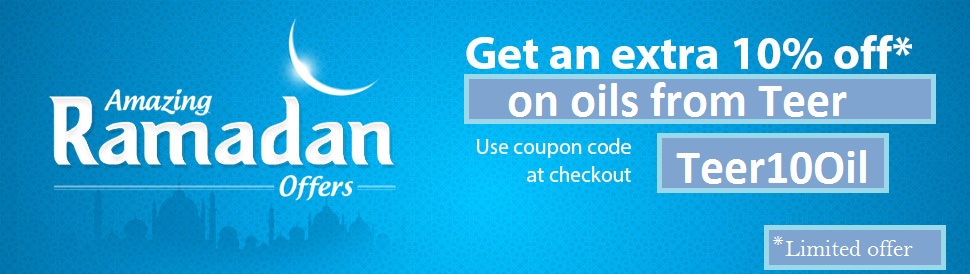 Amazing
Ramadan
Offers
Get an extra 10% off*
on oils from Teer
Use coupon code
at checkout
Teer10Oil
*Limited offer